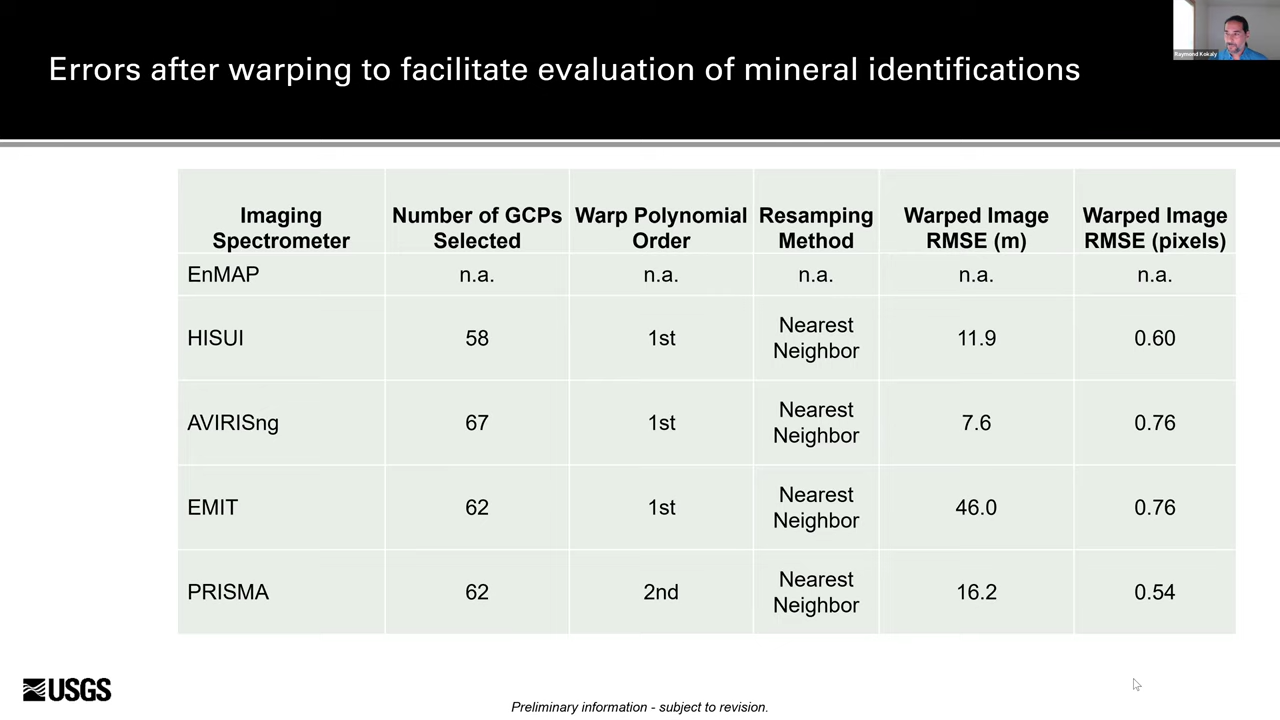 Raymond Kokaly
Errors after warping to facilitate evaluation of mineral identifications
Imaging Spectrometer Number of GCPs Selected Warp Polynomial Order Resamping Method Warped Image RMSE (m) Warped Image RMSE (pixels)
EnMAP n.a. n.a. n.a. n.a. n.a.
HISUI 58 1st Nearest Neighbor 11.9 0.60
AVIRISng 67 1st Nearest Neighbor 7.6 0.76
EMIT 62 1st Nearest Neighbor 46.0 0.76
PRISMA 62 2nd Nearest Neighbor 16.2 0.54
USGS
Preliminary information - subject to revision.